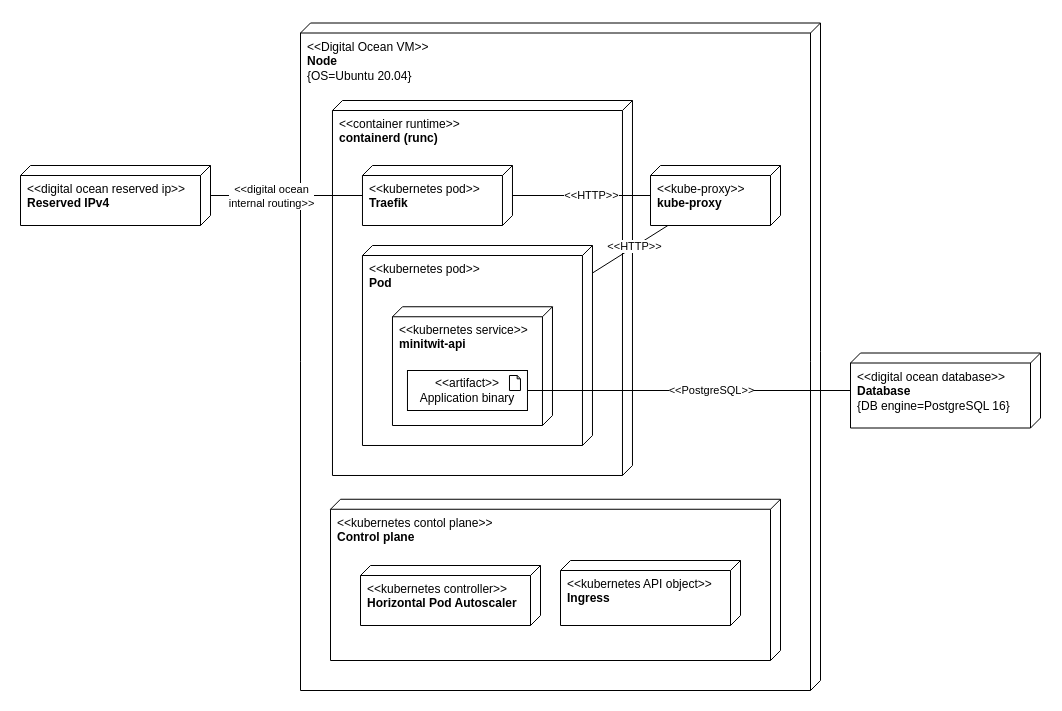 <<Digital Ocean VM>>
Node
{OS=Ubuntu 20.04}
<<container runtime>>
containerd (runc)
<<digital ocean reserved ip>>
Reserved IPv4
<<digital ocean
internal routing>>
<<kubernetes pod>>
Traefik
<<HTTP>>
<<kube-proxy>>
kube-proxy
<<HTTP>>
<<kubernetes pod>>
Pod
<<kubernetes service>>
minitwit-api
<<artifact>>
Application binary
<<PostgreSQL>>
<<digital ocean database>>
Database
{DB engine=PostgreSQL 16}
<<kubernetes contol plane>>
Control plane
<<kubernetes controller>>
Horizontal Pod Autoscaler
<<kubernetes API object>>
Ingress